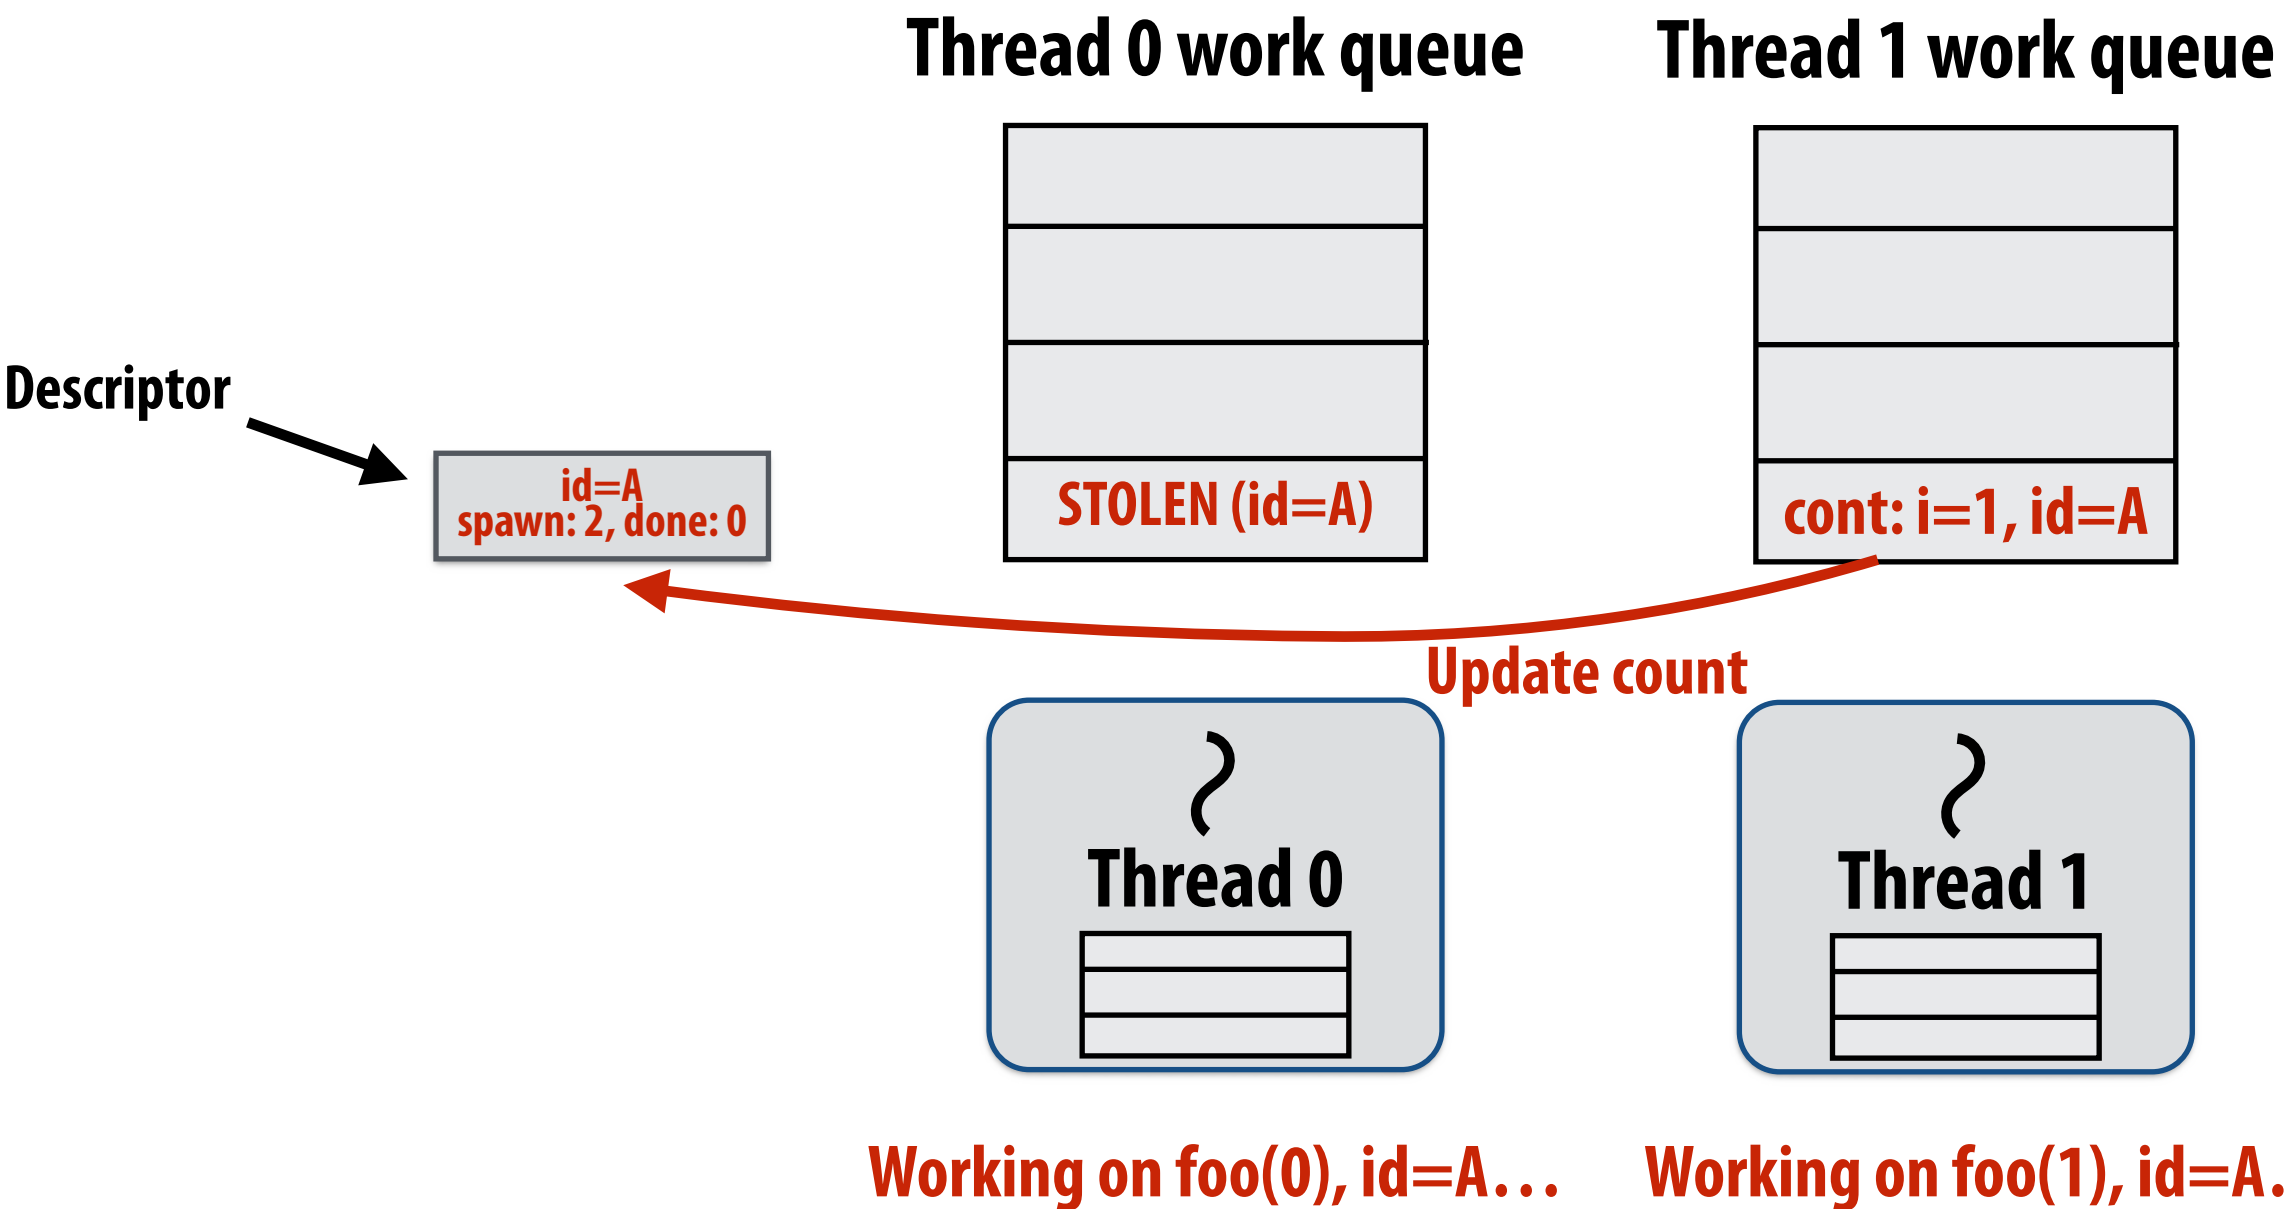 Thread 0 work queue
Thread 1 work queue
Descriptor
id=A
spawn: 2, done: 0
STOLEN (id=A)
cont: i=1, id=A
Update count
Thread 0
Thread 1
Working on foo(0), id=A…
Working on foo(1), id=A.